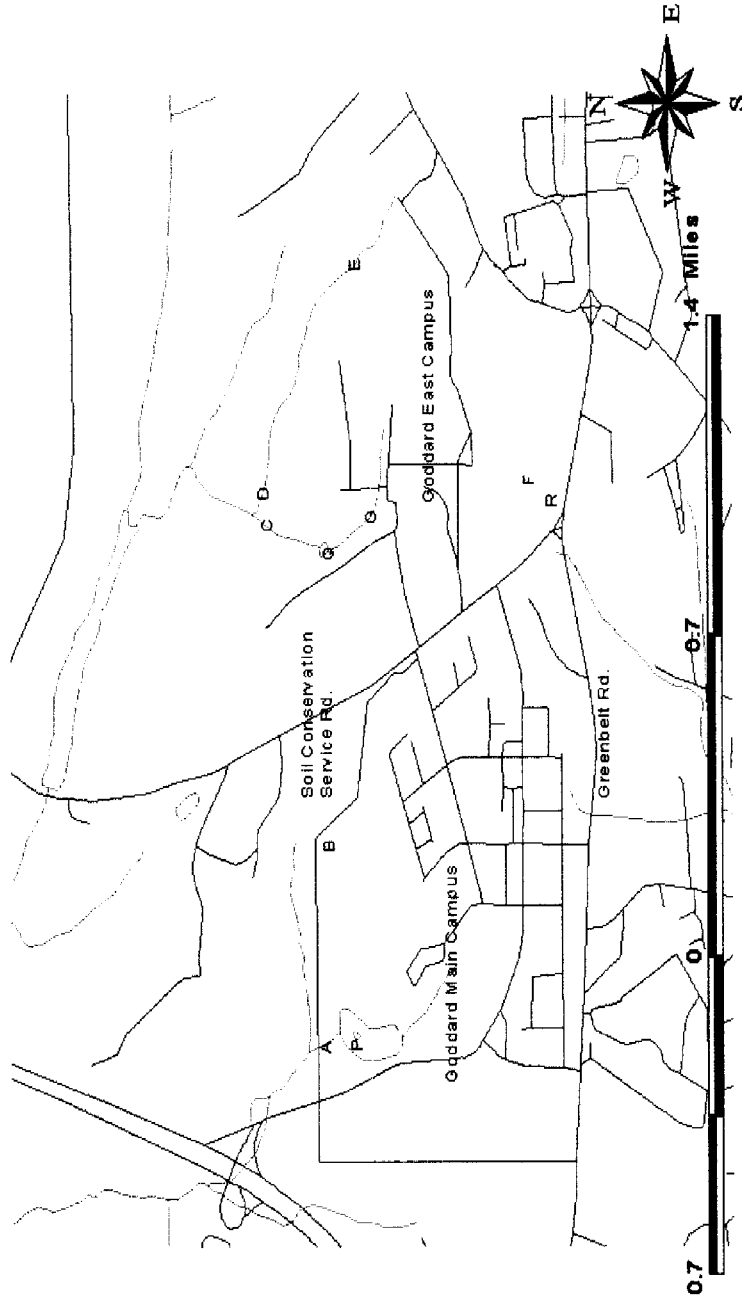 C
D
Soil Conservation
Service Rd.
A
B
Q
P
E
G
Goddard East Campus
Goddard Main Campus
F
R
Greenbelt Rd.
N
W
E
S
0.7 0 0.7 1.4 Miles